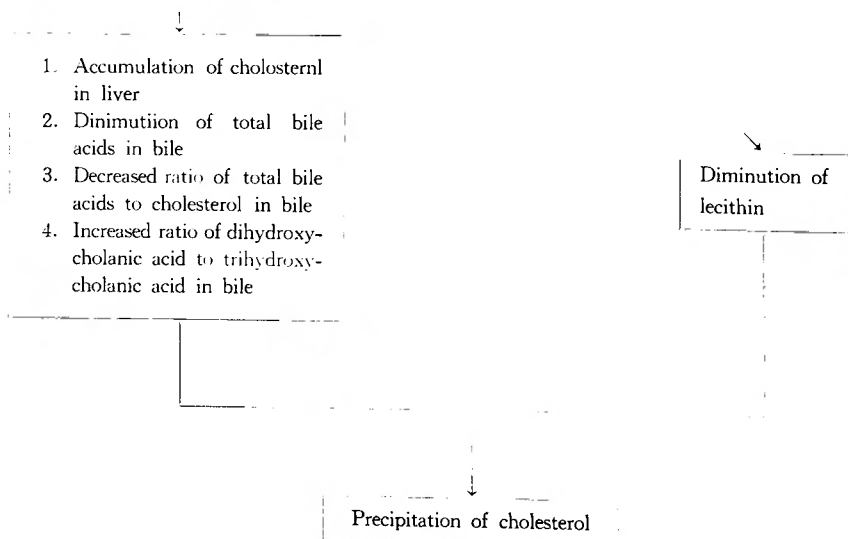 1. Accumulation of cholosternl
in liver
2. Dinimutiion of total bile
acids in bile
3. Decreased ratio of total bile
acids to cholesterol in bile
4. Increased ratio of dihydroxy-
cholanic acid to trihydroxy-
cholanic acid in bile
Diminution of
lecithin
Precipitation of cholesterol